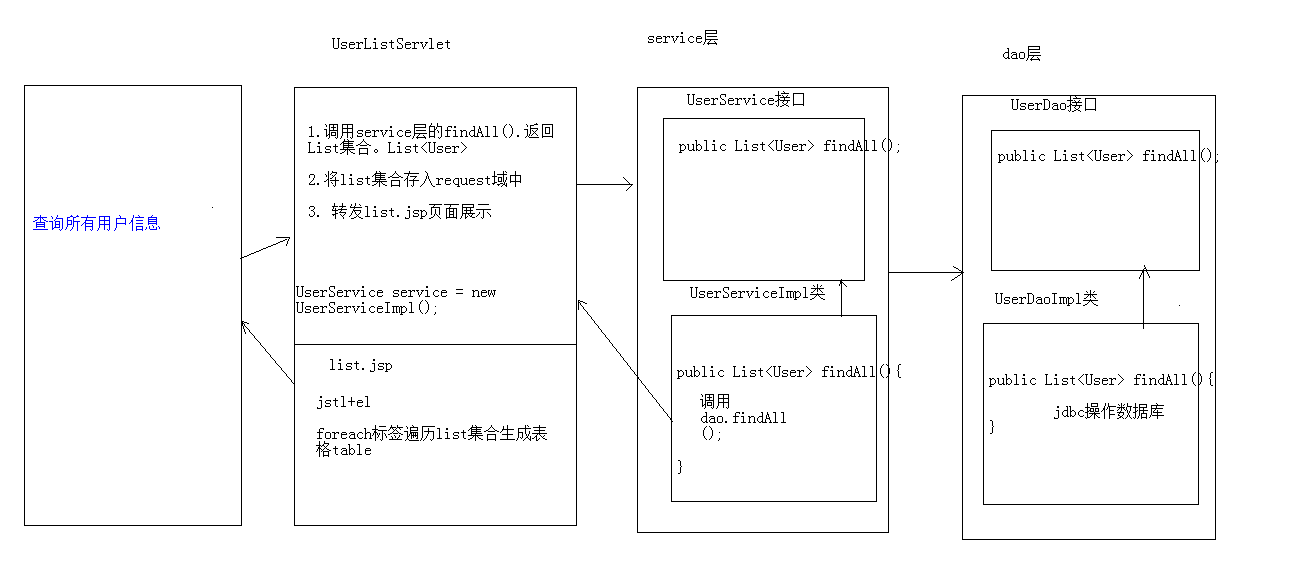 UserListServlet
service层
dao层
查询所有用户信息
1.调用service层的findAll().返回
List集合。List<User>
2.将list集合存入request域中
3. 转发list.jsp页面展示
UserService service = new
UserServiceImpl();
list.jsp
jstl+el
foreach标签遍历list集合生成表
格table
UserService接口
public List<User> findAll();
UserServiceImpl类
public List<User> findAll(){
调用
dao.findAll
();
}
UserDao接口
public List<User> findAll();
UserDaoImpl类
public List<User> findAll(){
jdbc操作数据库
}